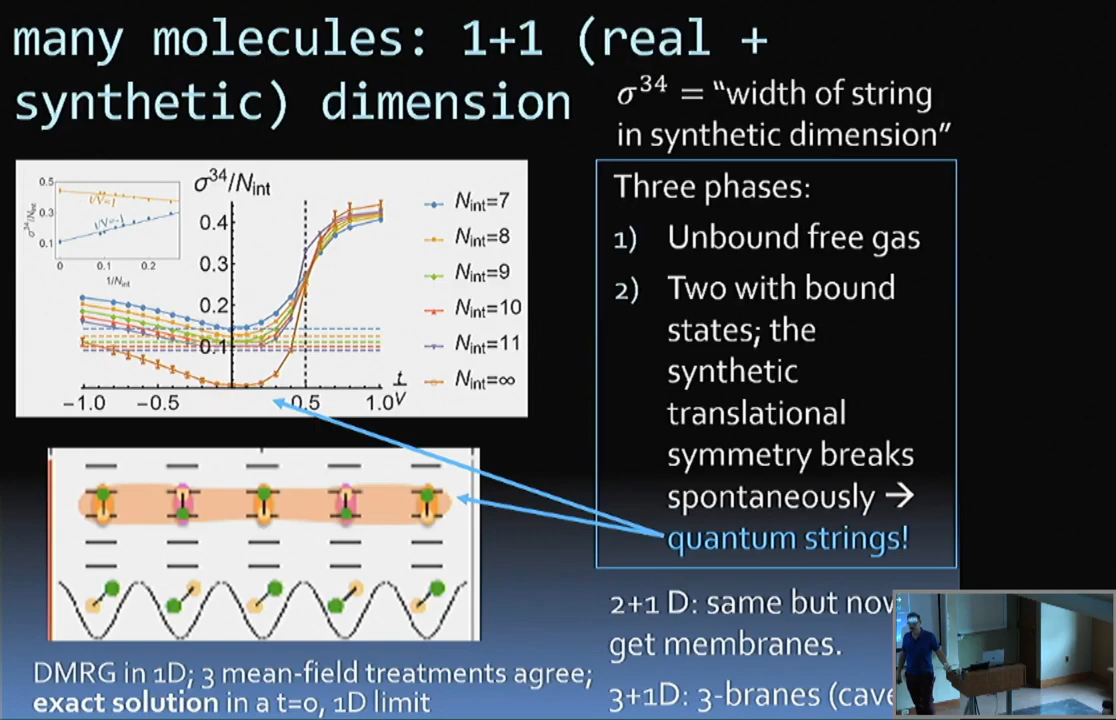 many molecules: 1+1 (real +
synthetic) dimension
σ³⁴ = “width of string
in synthetic dimension”
Three phases:
1) Unbound free gas
2) Two with bound
states; the
synthetic
translational
symmetry breaks
spontaneously →
quantum strings!
2+1 D: same but now
get membranes.
3+1D: 3-branes (cave
σ³⁴/N_int
0.4
0.3
0.2
0.1
-1.0 -0.5 0.5 1.0
t/V
N_int=7
N_int=8
N_int=9
N_int=10
N_int=11
N_int=∞
σ³⁴/N_int
0.5
0.3
0.1
t/V=1
t/V=-1
0 0.1 0.2
1/N_int
DMRG in 1D; 3 mean-field treatments agree;
exact solution in a t=0, 1D limit